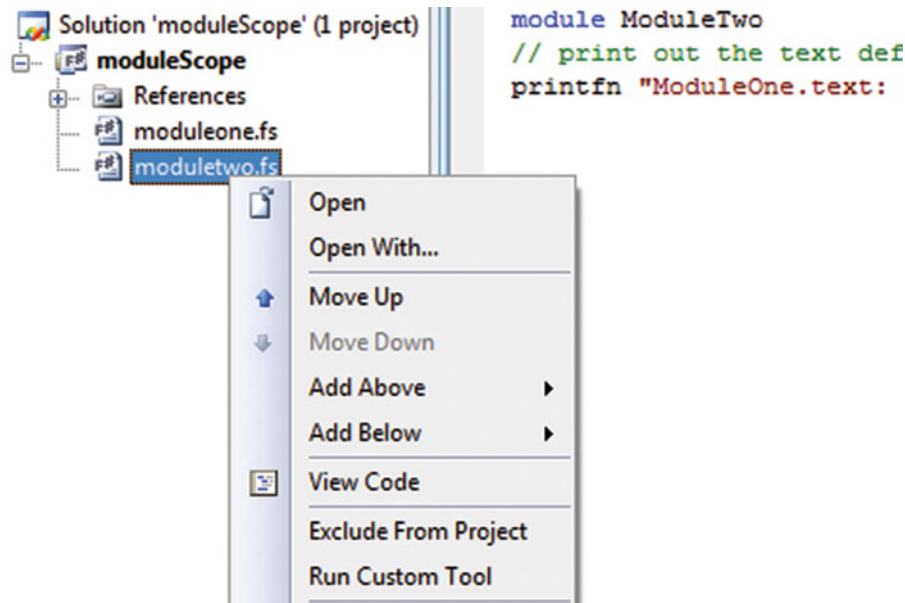 Solution 'moduleScope' (1 project)
moduleScope
References
moduleone.fs
moduletwo.fs
module ModuleTwo
// print out the text def
printfn "ModuleOne.text:
Open
Open With...
Move Up
Move Down
Add Above
Add Below
View Code
Exclude From Project
Run Custom Tool